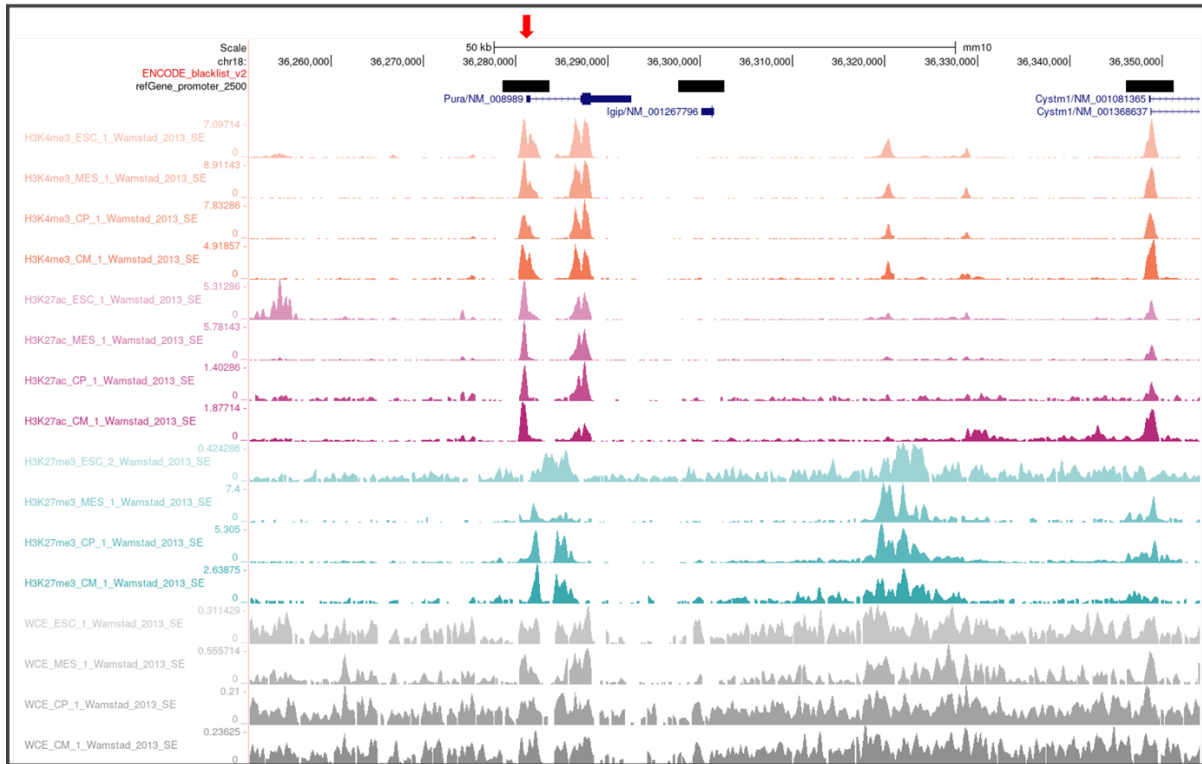 Scale 50 kb mm10
chr18: 36,260,000 36,270,000 36,280,000 36,290,000 36,300,000 36,310,000 36,320,000 36,330,000 36,340,000 36,350,000
ENCODE_blacklist_v2
refGene_promoter_2500
Pura/NM_008989 Cystm1/NM_001081365
Igip/NM_001267796 Cystm1/NM_001368637
7.09714
H3K4me3_ESC_1_Wamstad_2013_SE
0
8.91143
H3K4me3_MES_1_Wamstad_2013_SE
0
7.83286
H3K4me3_CP_1_Wamstad_2013_SE
0
4.91857
H3K4me3_CM_1_Wamstad_2013_SE
0
5.31286
H3K27ac_ESC_1_Wamstad_2013_SE
0
5.78143
H3K27ac_MES_1_Wamstad_2013_SE
0
1.40286
H3K27ac_CP_1_Wamstad_2013_SE
0
1.87714
H3K27ac_CM_1_Wamstad_2013_SE
0
0.424286
H3K27me3_ESC_2_Wamstad_2013_SE
0
7.4
H3K27me3_MES_1_Wamstad_2013_SE
0
5.305
H3K27me3_CP_1_Wamstad_2013_SE
0
2.63875
H3K27me3_CM_1_Wamstad_2013_SE
0
0.311429
WCE_ESC_1_Wamstad_2013_SE
0
0.555714
WCE_MES_1_Wamstad_2013_SE
0
0.21
WCE_CP_1_Wamstad_2013_SE
0
0.23625
WCE_CM_1_Wamstad_2013_SE
0